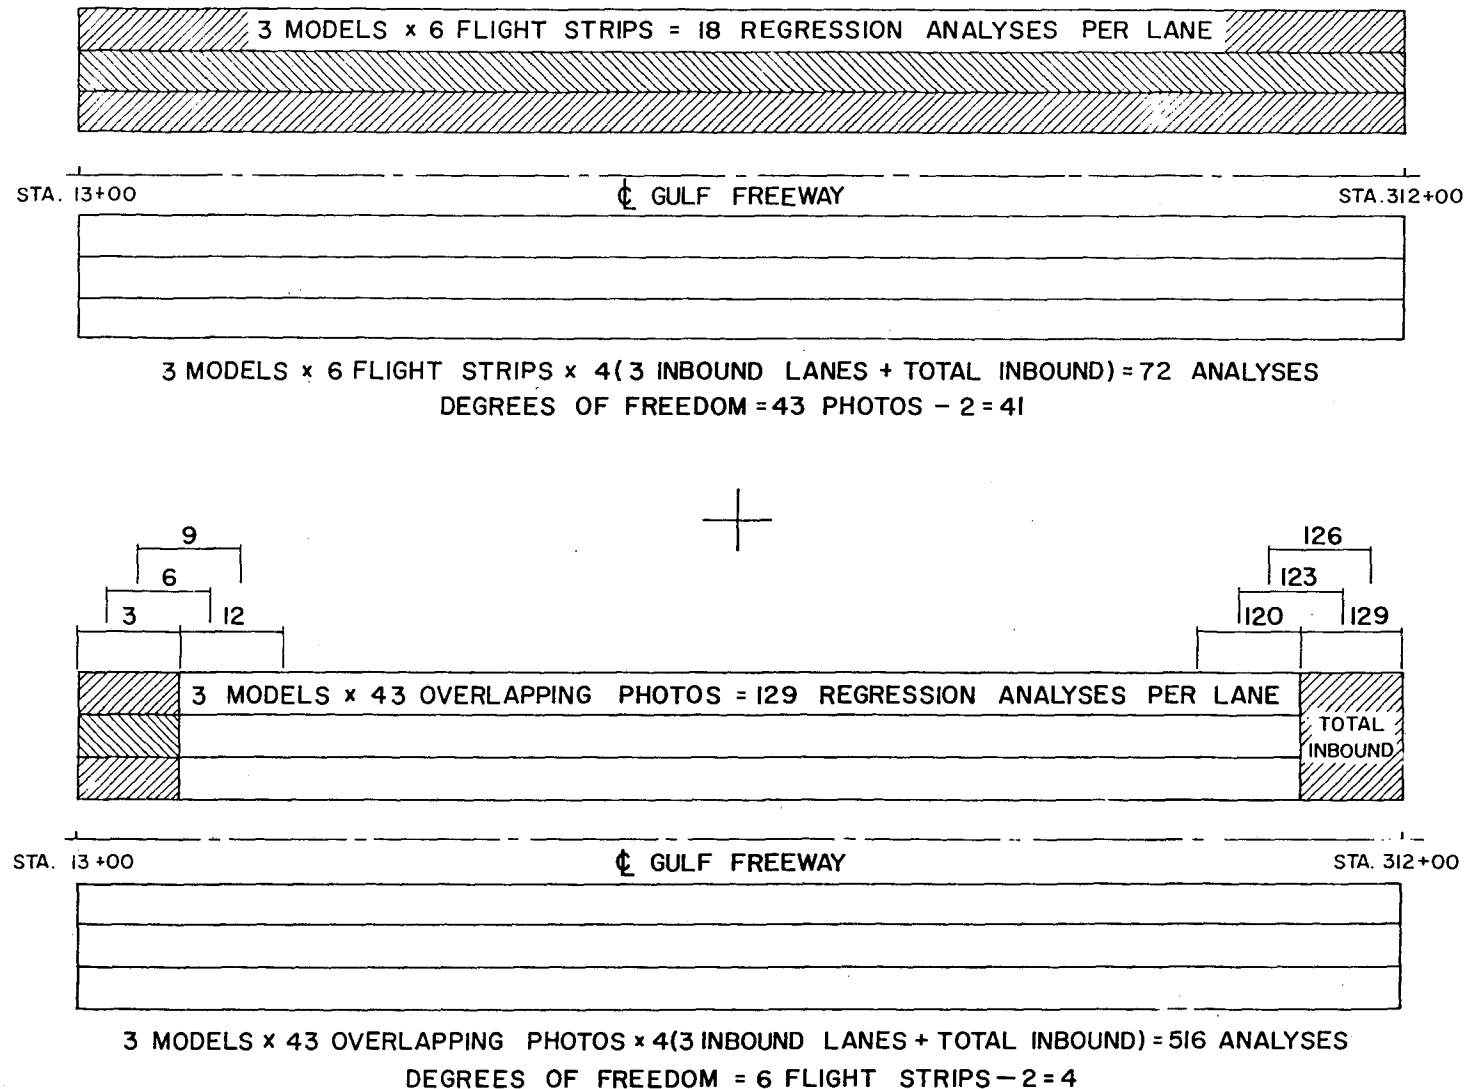 3 MODELS x 6 FLIGHT STRIPS = 18 REGRESSION ANALYSES PER LANE
STA. 13+00
℄ GULF FREEWAY
STA.312+00
3 MODELS x 6 FLIGHT STRIPS x 4(3 INBOUND LANES + TOTAL INBOUND) = 72 ANALYSES
DEGREES OF FREEDOM = 43 PHOTOS - 2 = 41
9
126
6
123
3
12
120
129
3 MODELS x 43 OVERLAPPING PHOTOS = 129 REGRESSION ANALYSES PER LANE
TOTAL
INBOUND
STA. 13+00
℄ GULF FREEWAY
STA. 312+00
3 MODELS x 43 OVERLAPPING PHOTOS x 4(3 INBOUND LANES + TOTAL INBOUND) = 516 ANALYSES
DEGREES OF FREEDOM = 6 FLIGHT STRIPS - 2 = 4